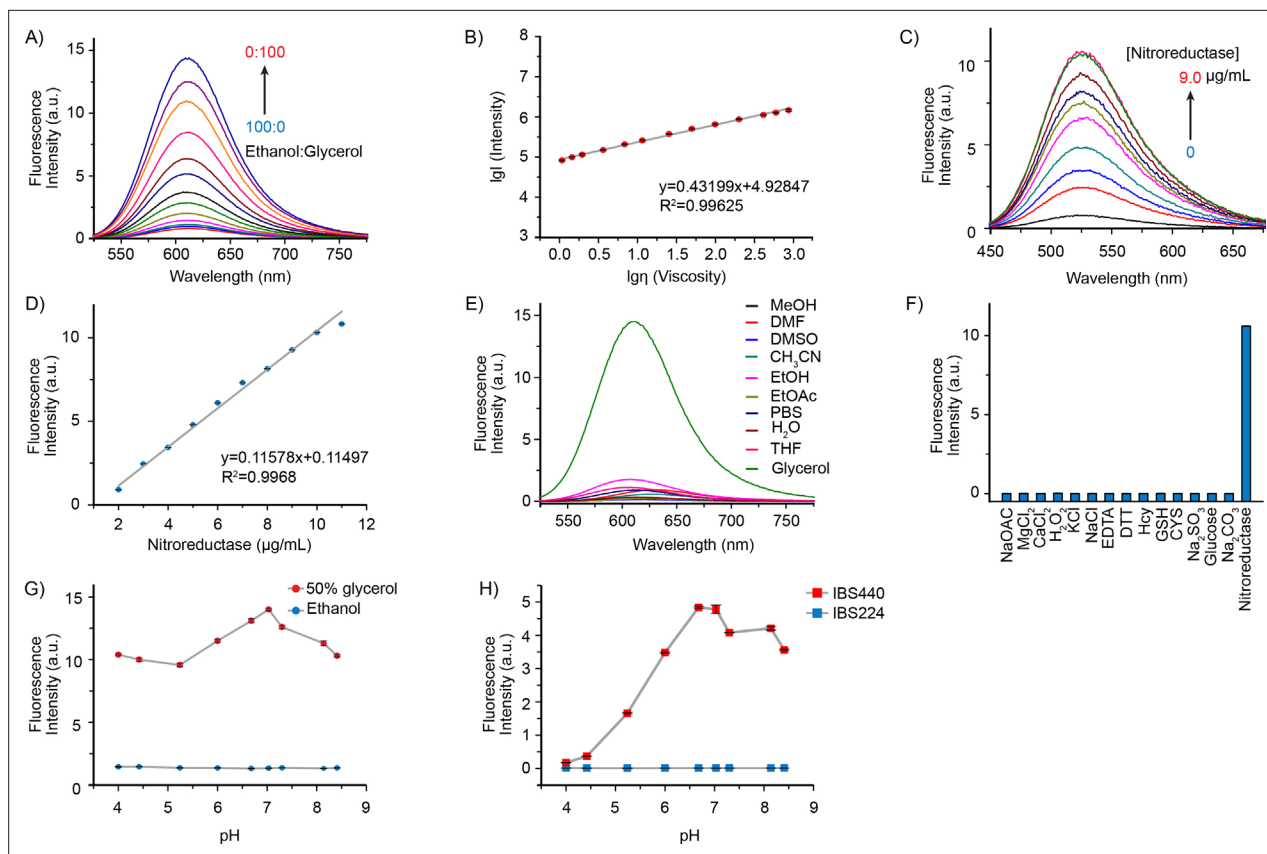 A)
Fluorescence
Intensity (a.u.)
15
10
5
0
550
600
650
700
750
Wavelength (nm)
0:100
100:0
Ethanol:Glycerol
B)
lgI (Intensity)
8
7
6
5
4
3
0.0
0.5
1.0
1.5
2.0
2.5
3.0
lgη (Viscosity)
y=0.43199x+4.92847
R²=0.99625
C)
Fluorescence
Intensity (a.u.)
10
5
0
450
500
550
600
650
Wavelength (nm)
[Nitroreductase]
9.0 µg/mL
0
D)
Fluorescence
Intensity (a.u.)
10
5
0
2
4
6
8
10
12
Nitroreductase (µg/mL)
y=0.11578x+0.11497
R²=0.9968
E)
Fluorescence
Intensity (a.u.)
15
10
5
0
550
600
650
700
750
Wavelength (nm)
MeOH
DMF
DMSO
CH₃CN
EtOH
EtOAc
PBS
H₂O
THF
Glycerol
F)
Fluorescence
Intensity (a.u.)
10
5
0
NaOAC
MgCl₂
CaCl₂
H₂O₂
KCl
NaCl
EDTA
DTT
Hcy
GSH
CYS
Na₂SO₃
Glucose
Na₂CO₃
Nitroreductase
G)
Fluorescence
Intensity (a.u.)
15
10
5
0
4
5
6
7
8
9
pH
50% glycerol
Ethanol
H)
Fluorescence
Intensity (a.u.)
5
4
3
2
1
0
4
5
6
7
8
9
pH
IBS440
IBS224